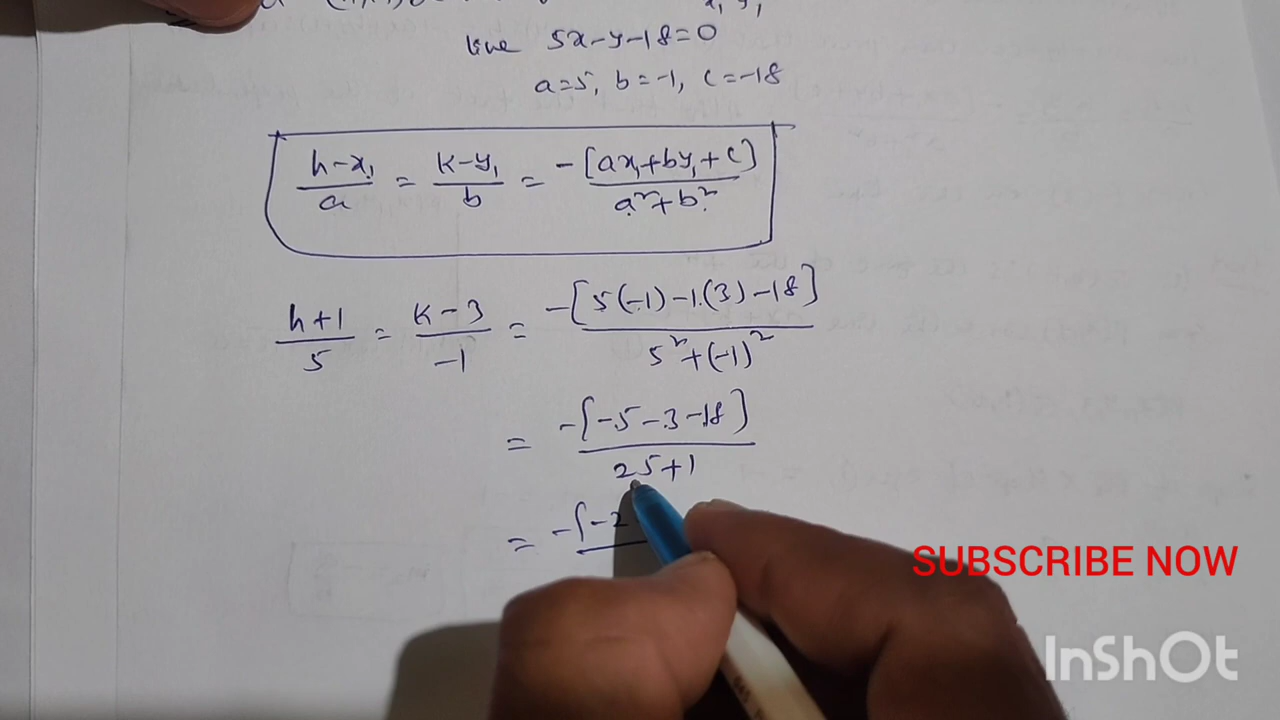 line 5x-y-18=0
a=5, b=-1, c=-18
(h-x₁)/a = (k-y₁)/b = -[ax₁+by₁+c]/(a²+b²)
(h+1)/5 = (k-3)/-1 = -[5(-1)-1.(3)-18]/(5²+(-1)²)
= -[-5-3-18]/(25+1)
= -[-2
SUBSCRIBE NOW
InShOt